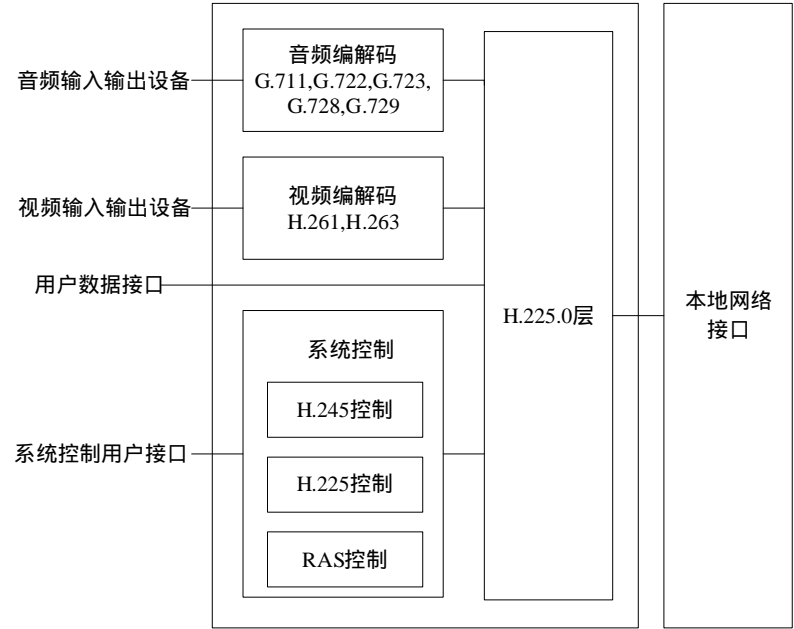 音频输入输出设备
音频编解码
G.711,G.722,G.723,
G.728,G.729
视频输入输出设备
视频编解码
H.261,H.263
用户数据接口
系统控制用户接口
系统控制
H.245控制
H.225控制
RAS控制
H.225.0层
本地网络
接口